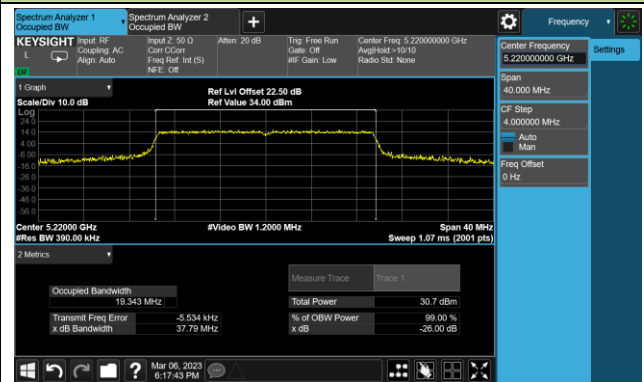 Spectrum Analyzer 1
Occupied BW
Spectrum Analyzer 2
Occupied BW
Frequency
KEYSIGHT
L
Input: RF
Coupling: AC
Align: Auto
Input Z: 50 Ω
Corr CCorr
Freq Ref: Int (S)
NFE: Off
Atten: 20 dB
Trig: Free Run
Gate: Off
#IF Gain: Low
Center Freq: 5.220000000 GHz
Avg|Hold:>10/10
Radio Std: None
1 Graph
Scale/Div 10.0 dB
Ref Lvl Offset 22.50 dB
Ref Value 34.00 dBm
Log
24.0
14.0
4.00
-6.00
-16.0
-26.0
-36.0
-46.0
-56.0
Center 5.22000 GHz
#Video BW 1.2000 MHz
Span 40 MHz
#Res BW 390.00 kHz
Sweep 1.07 ms (2001 pts)
2 Metrics
Measure Trace
Trace 1
Occupied Bandwidth
19.343 MHz
Total Power
30.7 dBm
Transmit Freq Error
-5.534 kHz
% of OBW Power
99.00 %
x dB Bandwidth
37.79 MHz
x dB
-26.00 dB
Center Frequency
5.220000000 GHz
Settings
Span
40.000 MHz
CF Step
4.000000 MHz
Auto
Man
Freq Offset
0 Hz
Mar 06, 2023
6:17:43 PM